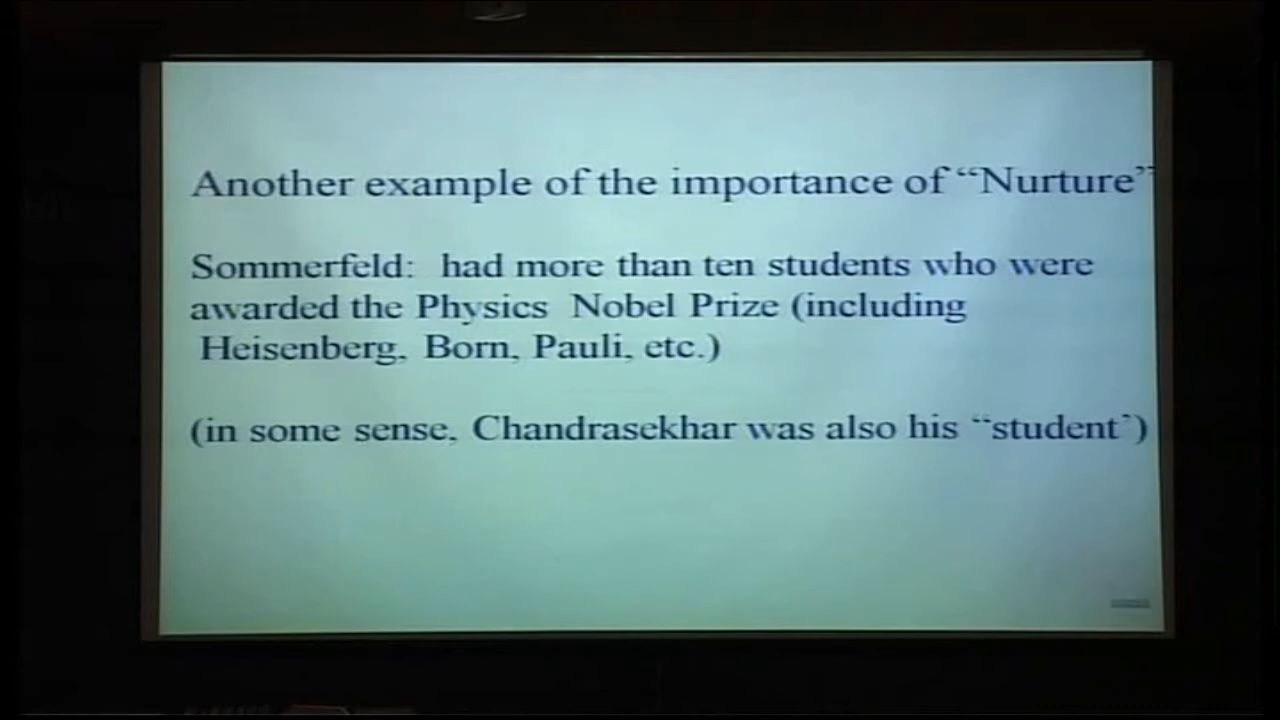 Another example of the importance of “Nurture”
Sommerfeld: had more than ten students who were
awarded the Physics Nobel Prize (including
Heisenberg, Born, Pauli, etc.)
(in some sense, Chandrasekhar was also his “student”)